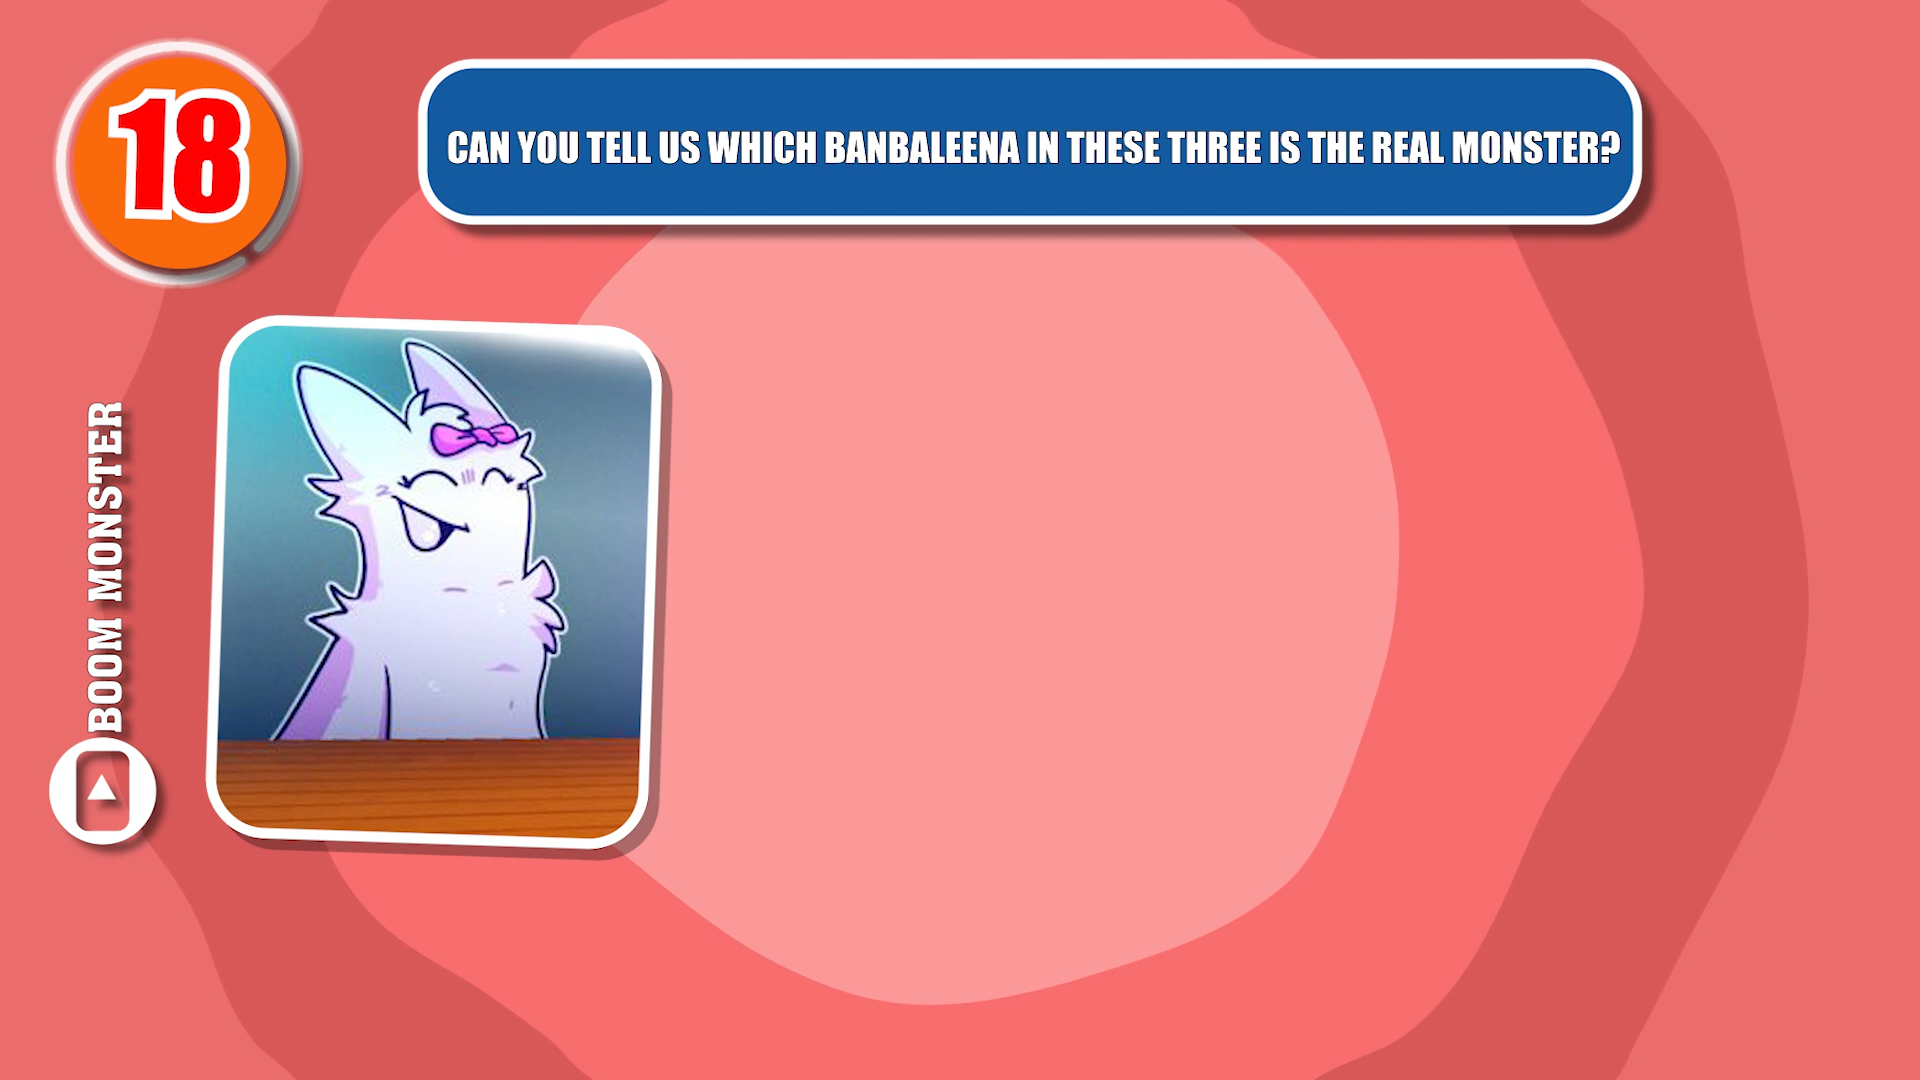 18
CAN YOU TELL US WHICH BANBALEENA IN THESE THREE IS THE REAL MONSTER?
BOOM MONSTER